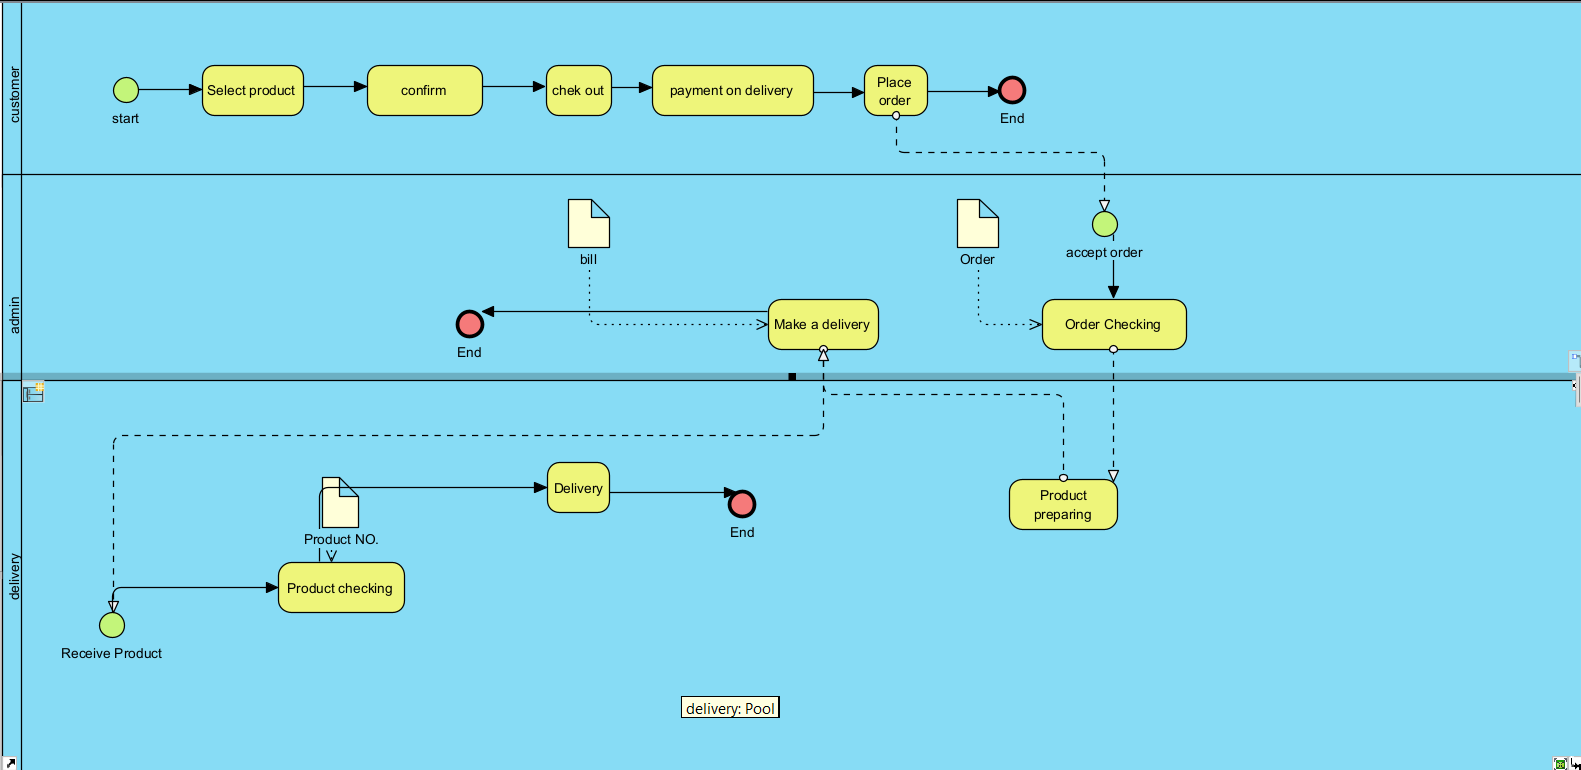 customer
start
Select product
confirm
chek out
payment on delivery
Place
order
End
admin
bill
Order
accept order
End
Make a delivery
Order Checking
delivery
Product NO.
Delivery
End
Product
preparing
Product checking
Receive Product
delivery: Pool